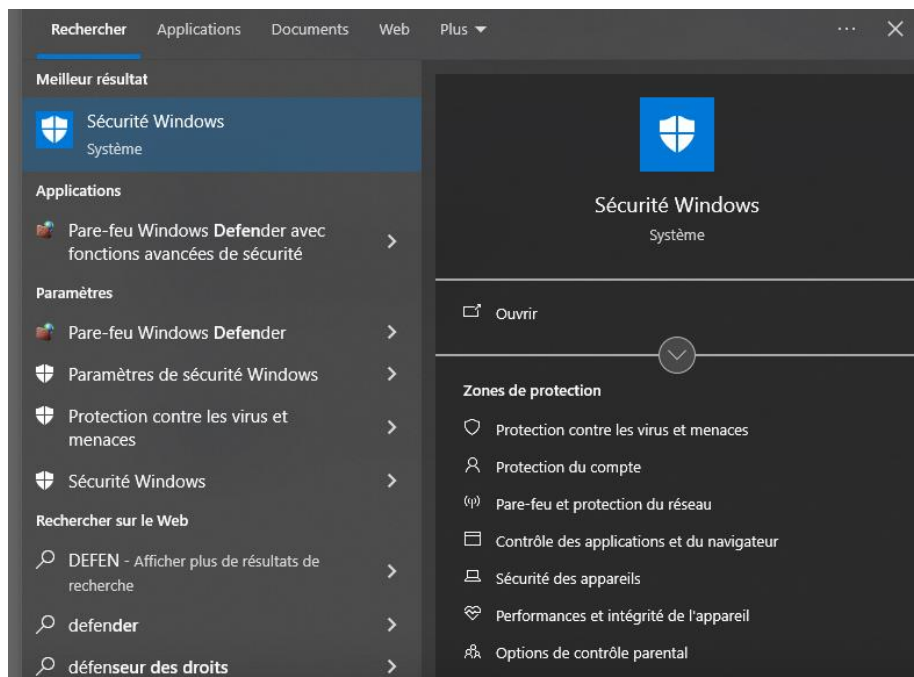 Rechercher Applications Documents Web Plus
Meilleur résultat
Sécurité Windows
Système
Applications
Pare-feu Windows Defender avec
fonctions avancées de sécurité
Paramètres
Pare-feu Windows Defender
Paramètres de sécurité Windows
Protection contre les virus et
menaces
Sécurité Windows
Rechercher sur le Web
DEFEN - Afficher plus de résultats de
recherche
defender
défenseur des droits
Sécurité Windows
Système
Ouvrir
Zones de protection
Protection contre les virus et menaces
Protection du compte
Pare-feu et protection du réseau
Contrôle des applications et du navigateur
Sécurité des appareils
Performances et intégrité de l'appareil
Options de contrôle parental